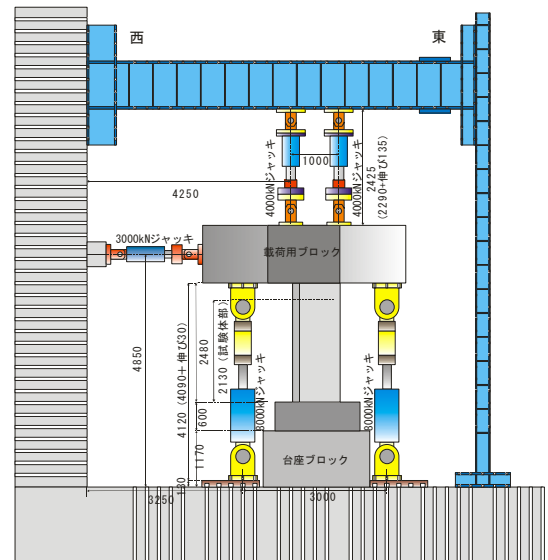 西
東
1000
4000kNジャッキ
4000kNジャッキ
2425
(2290+伸び135)
4250
3000kNジャッキ
載荷用ブロック
4850
4120 (4090＋伸び30)
2480
2130 (試験体部)
600
1170
130
8000kNジャッキ
8000kNジャッキ
台座ブロック
3250
3000